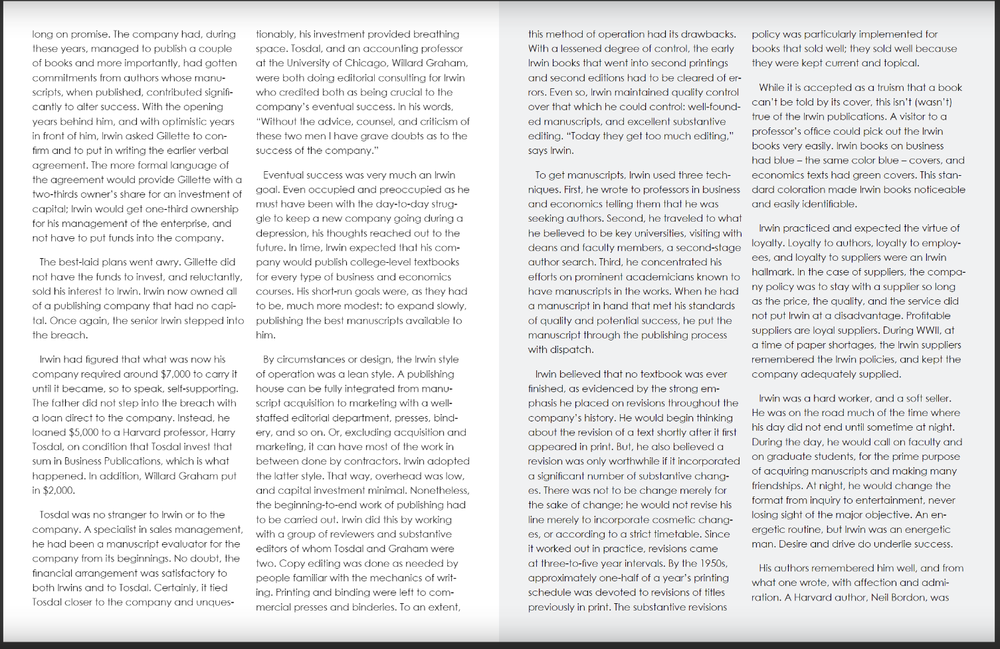 long on promise. The company had, during
these years, managed to publish a couple
of books and more importantly, had gotten
commitments from authors whose manu-
scripts, when published, contributed signifi-
cantly to alter success. With the opening
years behind him, and with optimistic years
in front of him, Irwin asked Gillette to con-
firm and to put in writing the earlier verbal
agreement. The more formal language of
the agreement would provide Gillette with a
two-thirds owner's share for an investment of
capital; Irwin would get one-third ownership
for his management of the enterprise, and
not have to put funds into the company.
The best-laid plans went awry. Gillette did
not have the funds to invest, and reluctantly,
sold his interest to Irwin. Irwin now owned all
of a publishing company that had no capi-
tal. Once again, the senior Irwin stepped into
the breach.
Irwin had figured that what was now his
company required around $7,000 to carry it
until it became, so to speak, self-supporting.
The father did not step into the breach with
a loan direct to the company. Instead, he
loaned $5,000 to a Harvard professor, Harry
Tosdal, on condition that Tosdal invest that
sum in Business Publications, which is what
happened. In addition, Willard Graham put
in $2,000.
Tosdal was no stranger to Irwin or to the
company. A specialist in sales management,
he had been a manuscript evaluator for the
company from its beginnings. No doubt, the
financial arrangement was satisfactory to
both Irwins and to Tosdal. Certainly, it tied
Tosdal closer to the company and unques-
tionably, his investment provided breathing
space. Tosdal, and an accounting professor
at the University of Chicago, Willard Graham,
were both doing editorial consulting for Irwin
who credited both as being crucial to the
company's eventual success. In his words,
“Without the advice, counsel, and criticism of
these two men I have grave doubts as to the
success of the company.”
Eventual success was very much an Irwin
goal. Even occupied and preoccupied as he
must have been with the day-to-day strug-
gle to keep a new company going during a
depression, his thoughts reached out to the
future. In time, Irwin expected that his com-
pany would publish college-level textbooks
for every type of business and economics
courses. His short-run goals were, as they had
to be, much more modest: to expand slowly,
publishing the best manuscripts available to
him.
By circumstances or design, the Irwin style
of operation was a lean style. A publishing
house can be fully integrated from manu-
script acquisition to marketing with a well-
staffed editorial department, presses, bind-
ery, and so on. Or, excluding acquisition and
marketing, it can have most of the work in
between done by contractors. Irwin adopted
the latter style. That way, overhead was low,
and capital investment minimal. Nonetheless,
the beginning-to-end work of publishing had
to be carried out. Irwin did this by working
with a group of reviewers and substantive
editors of whom Tosdal and Graham were
two. Copy editing was done as needed by
people familiar with the mechanics of writ-
ing. Printing and binding were left to com-
mercial presses and binderies. To an extent,
this method of operation had its drawbacks.
With a lessened degree of control, the early
Irwin books that went into second printings
and second editions had to be cleared of er-
rors. Even so, Irwin maintained quality control
over that which he could control: well-found-
ed manuscripts, and excellent substantive
editing. “Today they get too much editing,”
says Irwin.
To get manuscripts, Irwin used three tech-
niques. First, he wrote to professors in business
and economics telling them that he was
seeking authors. Second, he traveled to what
he believed to be key universities, visiting with
deans and faculty members, a second-stage
author search. Third, he concentrated his
efforts on prominent academicians known to
have manuscripts in the works. When he had
a manuscript in hand that met his standards
of quality and potential success, he put the
manuscript through the publishing process
with dispatch.
Irwin believed that no textbook was ever
finished, as evidenced by the strong em-
phasis he placed on revisions throughout the
company's history. He would begin thinking
about the revision of a text shortly after it first
appeared in print. But, he also believed a
revision was only worthwhile if it incorporated
a significant number of substantive chang-
es. There was not to be change merely for
the sake of change; he would not revise his
line merely to incorporate cosmetic chang-
es, or according to a strict timetable. Since
it worked out in practice, revisions came
at three-to-five year intervals. By the 1950s,
approximately one-half of a year's printing
schedule was devoted to revisions of titles
previously in print. The substantive revisions
policy was particularly implemented for
books that sold well; they sold well because
they were kept current and topical.
While it is accepted as a truism that a book
can't be told by its cover, this isn't (wasn't)
true of the Irwin publications. A visitor to a
professor's office could pick out the Irwin
books very easily. Irwin books on business
had blue – the same color blue – covers, and
economics texts had green covers. This stan-
dard coloration made Irwin books noticeable
and easily identifiable.
Irwin practiced and expected the virtue of
loyalty. Loyalty to authors, loyalty to employ-
ees, and loyalty to suppliers were an Irwin
hallmark. In the case of suppliers, the compa-
ny policy was to stay with a supplier so long
as the price, the quality, and the service did
not put Irwin at a disadvantage. Profitable
suppliers are loyal suppliers. During WWII, at
a time of paper shortages, the Irwin suppliers
remembered the Irwin policies, and kept the
company adequately supplied.
Irwin was a hard worker, and a soft seller.
He was on the road much of the time where
his day did not end until sometime at night.
During the day, he would call on faculty and
on graduate students, for the prime purpose
of acquiring manuscripts and making many
friendships. At night, he would change the
format from inquiry to entertainment, never
losing sight of the major objective. An en-
ergetic routine, but Irwin was an energetic
man. Desire and drive do underlie success.
His authors remembered him well, and from
what one wrote, with affection and admi-
ration. A Harvard author, Neil Bordon, was